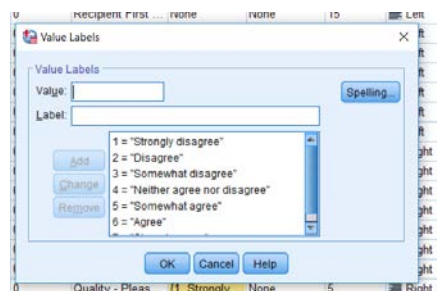 Recipient First ... None None 15 Left
Value Labels
Value Labels
Value:
Spelling...
Label:
1 = "Strongly disagree"
2 = "Disagree"
3 = "Somewhat disagree"
4 = "Neither agree nor disagree"
5 = "Somewhat agree"
6 = "Agree"
Add
Change
Remove
OK Cancel Help
0 Quality - Pleas... {1, Strongly... None 5 Right